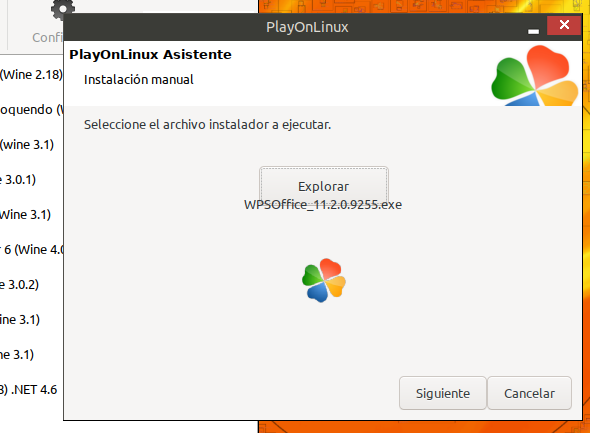 PlayOnLinux
Confi
PlayOnLinux Asistente
Instalación manual
Seleccione el archivo instalador a ejecutar.
Explorar
WPSOffice_11.2.0.9255.exe
Siguiente
Cancelar
(Wine 2.18)
oquendo (W
(wine 3.1)
3.0.1)
Wine 3.1)
6 (Wine 4.0
3.0.2)
ine 3.1)
ne 3.1)
8) .NET 4.6